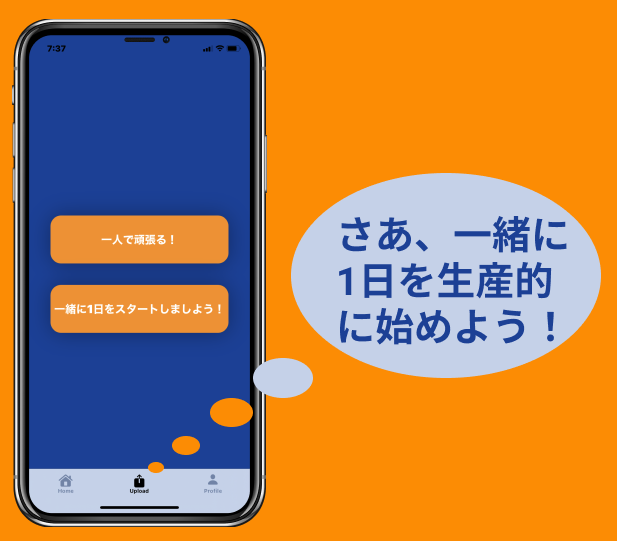 7:37
一人で頑張る！
一緒に1日をスタートしましよう！
Home
Upload
Profile
さあ、一緒に
1日を生産的
に始めよう！